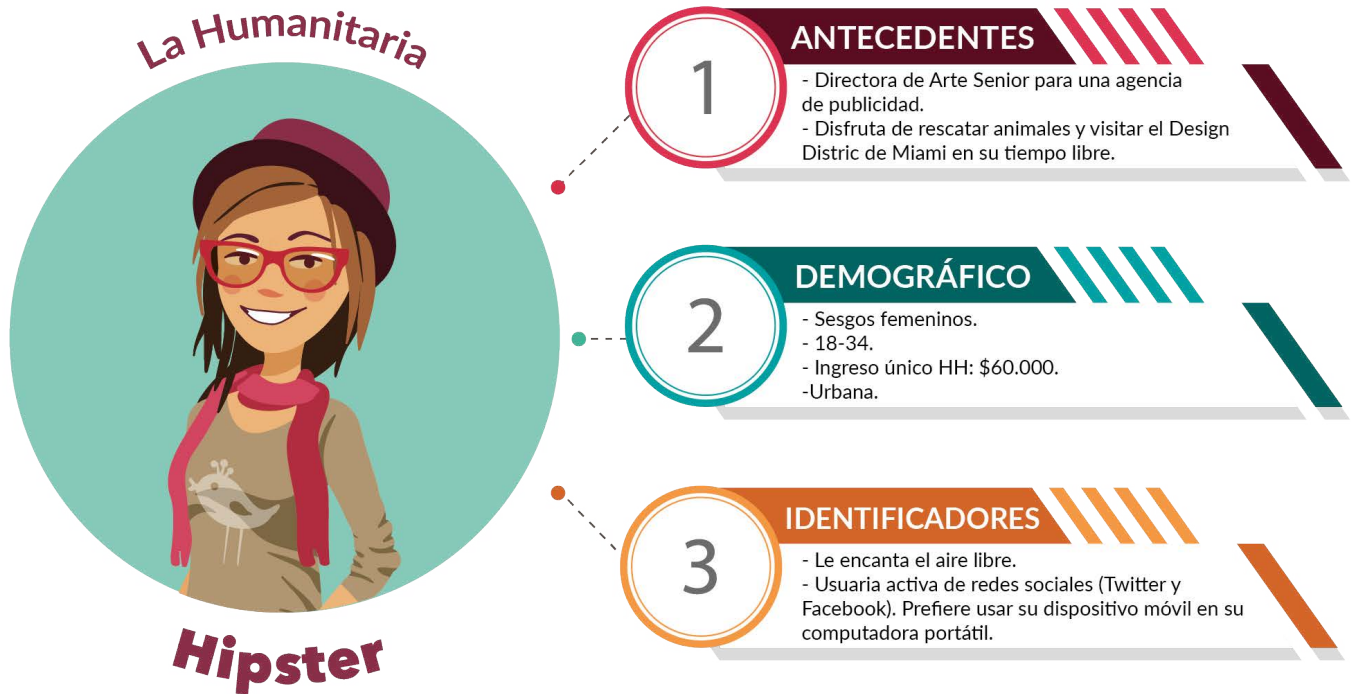 La Humanitaria
Hipster
1
ANTECEDENTES
- Directora de Arte Senior para una agencia
de publicidad.
- Disfruta de rescatar animales y visitar el Design
Distric de Miami en su tiempo libre.
2
DEMOGRÁFICO
- Sesgos femeninos.
- 18-34.
- Ingreso único HH: $60.000.
-Urbana.
3
IDENTIFICADORES
- Le encanta el aire libre.
- Usuaria activa de redes sociales (Twitter y
Facebook). Prefiere usar su dispositivo móvil en su
computadora portátil.